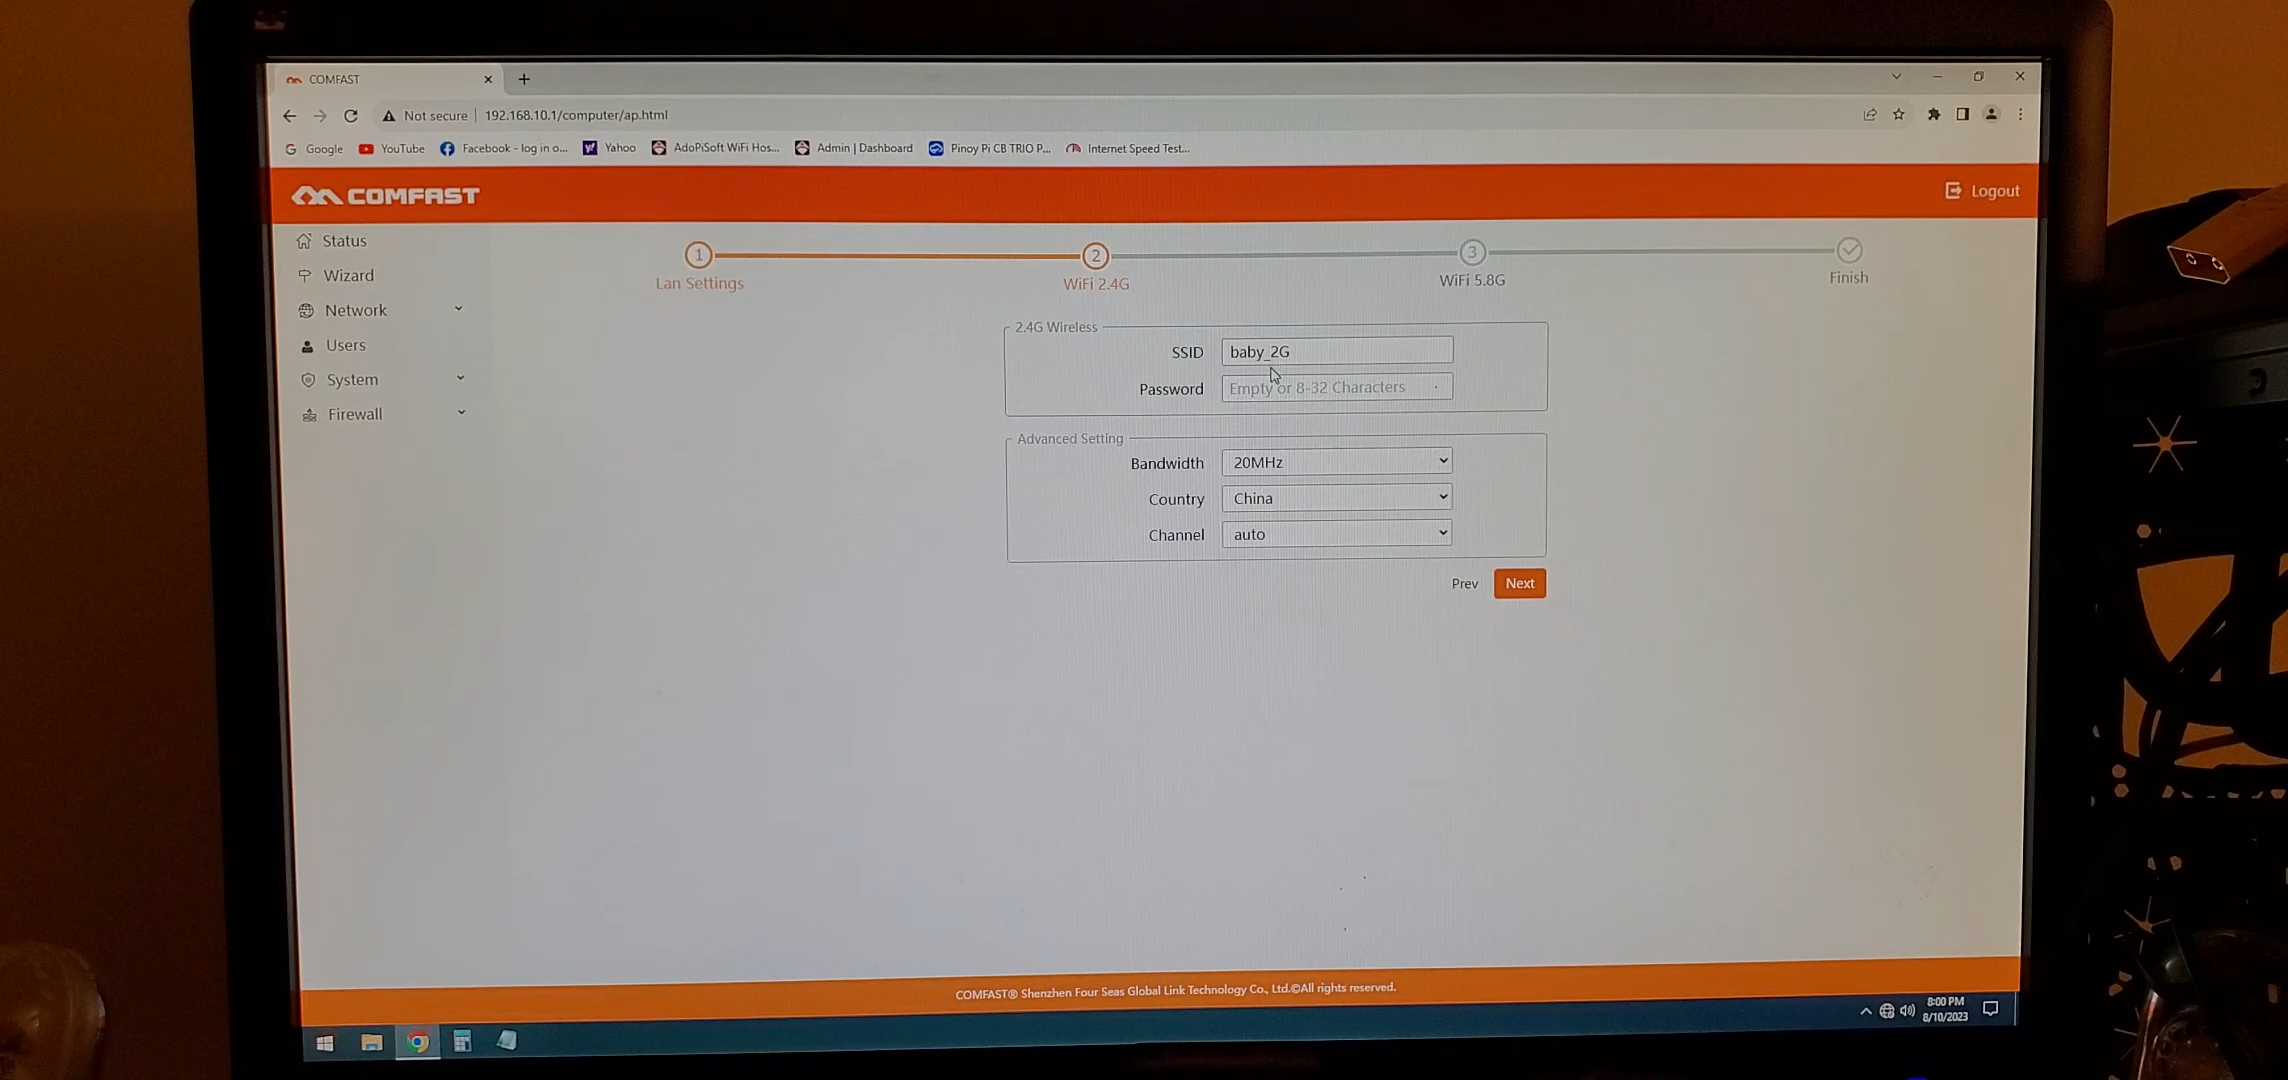 COMFAST
Not secure
192.168.10.1/computer/ap.html
Google
YouTube
Facebook - log in o...
Yahoo
AdoPiSoft WiFi Hos...
Admin | Dashboard
Pinoy Pi CB TRIO P...
Internet Speed Test...
COMFAST
Logout
Status
Wizard
Network
Users
System
Firewall
1
2
3
Lan Settings
WiFi 2.4G
WiFi 5.8G
Finish
2.4G Wireless
SSID
baby_2G
Password
Empty or 8-32 Characters
Advanced Setting
Bandwidth
20MHz
Country
China
Channel
auto
Prev
Next
COMFAST® Shenzhen Four Seas Global Link Technology Co., Ltd.©All rights reserved.
8:00 PM
8/10/2023